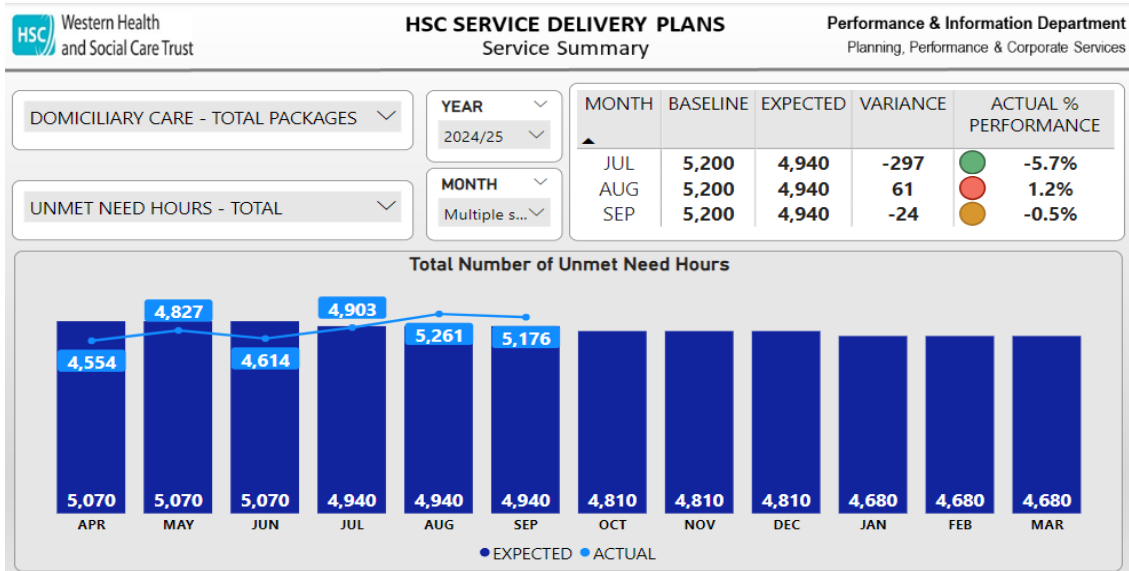 HSC
Western Health
and Social Care Trust
HSC SERVICE DELIVERY PLANS
Service Summary
Performance & Information Department
Planning, Performance & Corporate Services
DOMICILIARY CARE - TOTAL PACKAGES
UNMET NEED HOURS - TOTAL
YEAR
2024/25
MONTH
Multiple s...
MONTH BASELINE EXPECTED VARIANCE ACTUAL %
PERFORMANCE
JUL 5,200 4,940 -297 -5.7%
AUG 5,200 4,940 61 1.2%
SEP 5,200 4,940 -24 -0.5%
Total Number of Unmet Need Hours
4,554 4,827 4,614 4,903 5,261 5,176
5,070 5,070 5,070 4,940 4,940 4,940 4,810 4,810 4,810 4,680 4,680 4,680
APR MAY JUN JUL AUG SEP OCT NOV DEC JAN FEB MAR
EXPECTED ACTUAL